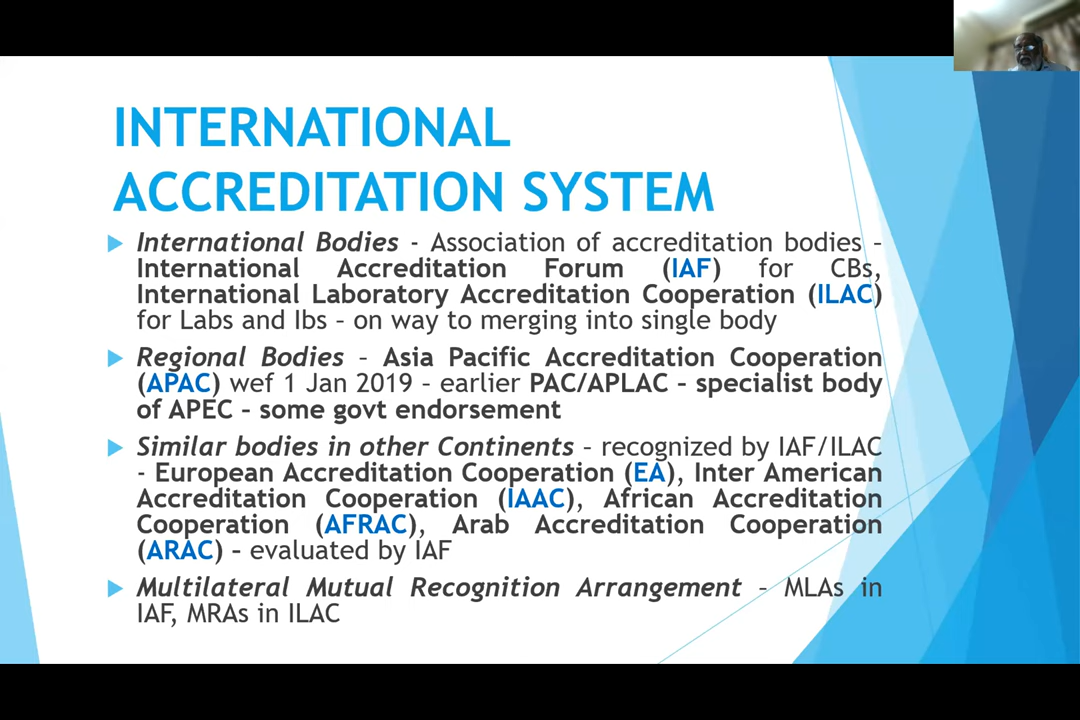 INTERNATIONAL
ACCREDITATION SYSTEM
International Bodies - Association of accreditation bodies –
International Accreditation Forum (IAF) for CBs,
International Laboratory Accreditation Cooperation (ILAC)
for Labs and Ibs – on way to merging into single body
Regional Bodies – Asia Pacific Accreditation Cooperation
(APAC) wef 1 Jan 2019 – earlier PAC/APLAC – specialist body
of APEC – some govt endorsement
Similar bodies in other Continents – recognized by IAF/ILAC
- European Accreditation Cooperation (EA), Inter American
Accreditation Cooperation (IAAC), African Accreditation
Cooperation (AFRAC), Arab Accreditation Cooperation
(ARAC) – evaluated by IAF
Multilateral Mutual Recognition Arrangement – MLAs in
IAF, MRAs in ILAC